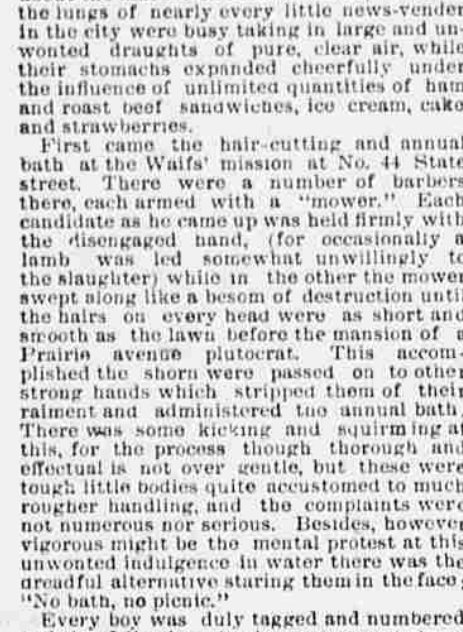 the lungs of nearly every little news-vender
in the city were busy taking in large and un-
wonted draughts of pure, clear air, while
their stomachs expanded cheerfully under
the influence of unlimited quantities of ham
and roast beef sandwiches, ice cream, cake
and strawberries.
First came the hair-cutting and annual
bath at the Waifs' mission at No. 44 State
street. There were a number of barbers
there, each armed with a "mower." Each
candidate as he came up was held firmly with
the disengaged hand, (for occasionally a
lamb was led somewhat unwillingly to
the slaughter) while in the other the mower
swept along like a besom of destruction until
the hairs on every head were as short and
smooth as the lawn before the mansion of a
Prairie avenue plutocrat. This accom-
plished the shorn were passed on to other
strong hands which stripped them of their
raiment and administered the annual bath.
There was some kicking and squirming at
this, for the process though thorough and
effectual is not over gentle, but these were
tough little bodies quite accustomed to much
rougher handling, and the complaints were
not numerous nor serious. Besides, however
vigorous might be the mental protest at this
unwonted indulgence in water there was the
dreadful alternative staring them in the face,
"No bath, no picnic."
Every boy was duly tagged and numbered